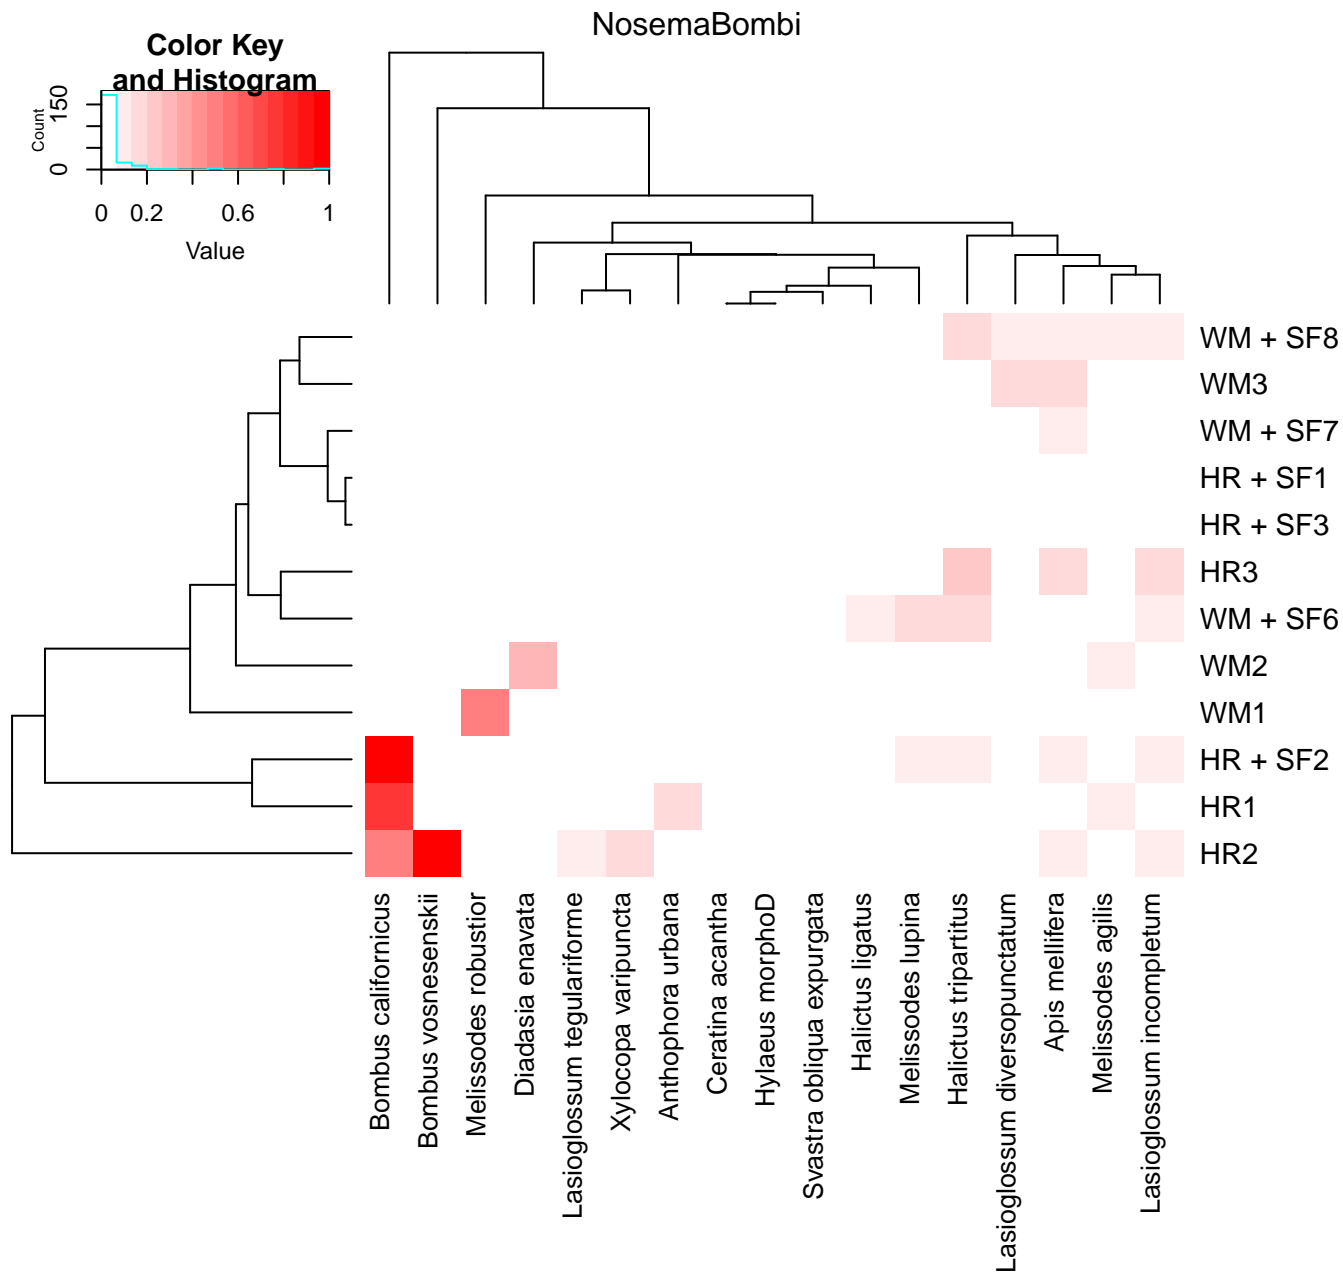 NosemaBombi
Color Key
and Histogram
Count
0
150
0
0.2
0.6
1
Value
WM + SF8
WM3
WM + SF7
HR + SF1
HR + SF3
HR3
WM + SF6
WM2
WM1
HR + SF2
HR1
HR2
Bombus californicus
Bombus vosnesenskii
Melissodes robustior
Diadasia enavata
Lasioglossum tegulariforme
Xylocopa varipuncta
Anthophora urbana
Ceratina acantha
Hylaeus morphoD
Svastra obliqua expurgata
Halictus ligatus
Melissodes lupina
Halictus tripartitus
Lasioglossum diversopunctatum
Apis mellifera
Melissodes agilis
Lasioglossum incompletum